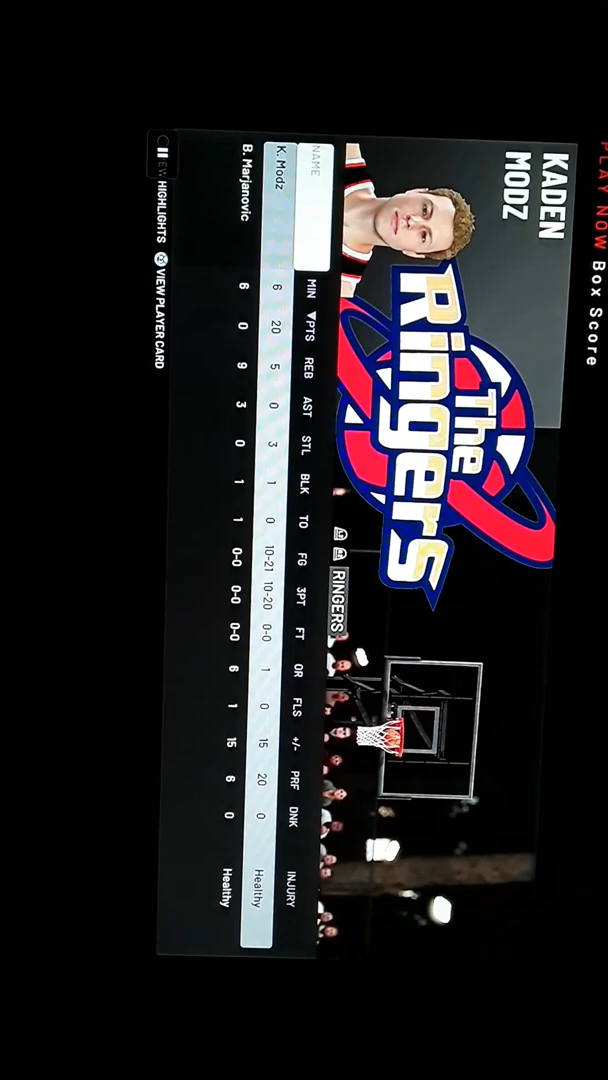 PLAY NOW Box Score
KADEN
MODZ
The
Ringers
RINGERS
NAME MIN ▼PTS REB AST STL BLK TO FG 3PT FT OR FLS +/- PRF DNK INJURY
K. Modz 6 20 5 0 3 1 0 10-21 10-20 0-0 1 0 15 20 0 Healthy
B. Marjanovic 6 0 9 3 0 1 1 0-0 0-0 0-0 6 1 15 6 0 Healthy
HIGHLIGHTS VIEW PLAYER CARD